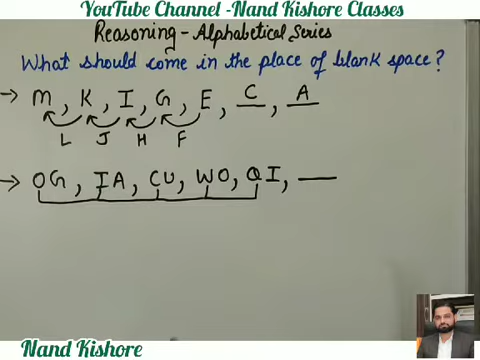 YouTube Channel -Nand Kishore Classes
Reasoning - Alphabetical Series
What should come in the place of blank space?
→ M, K, I, G, E, C, A
L J H F
→ OG, IA, CU, WO, QI, ___
Nand Kishore